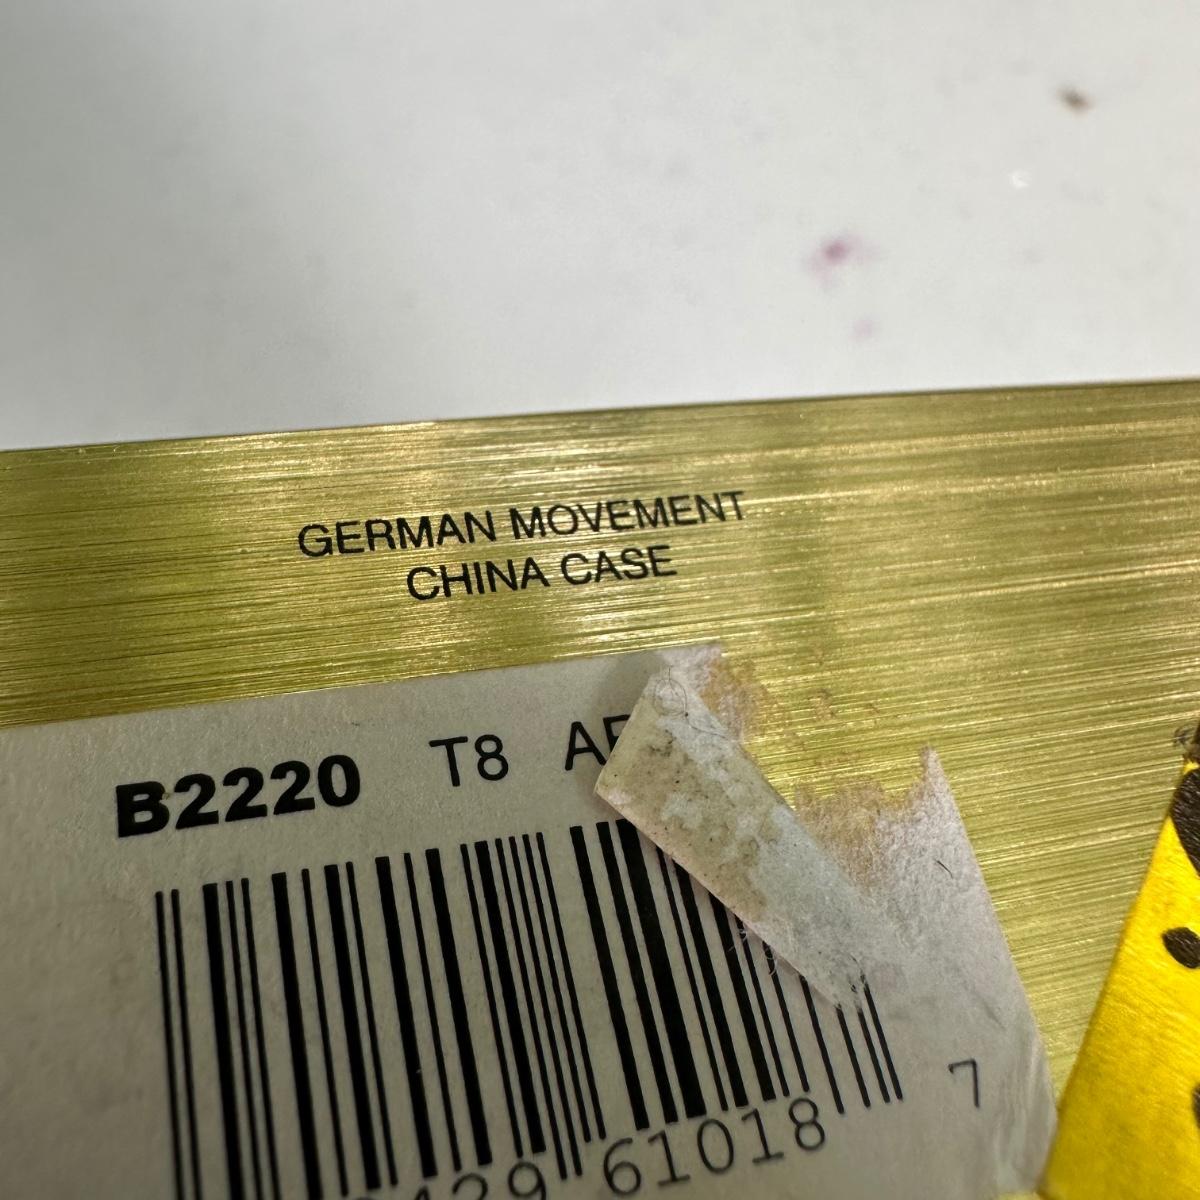 GERMAN MOVEMENT
CHINA CASE
B2220 T8
61018 7